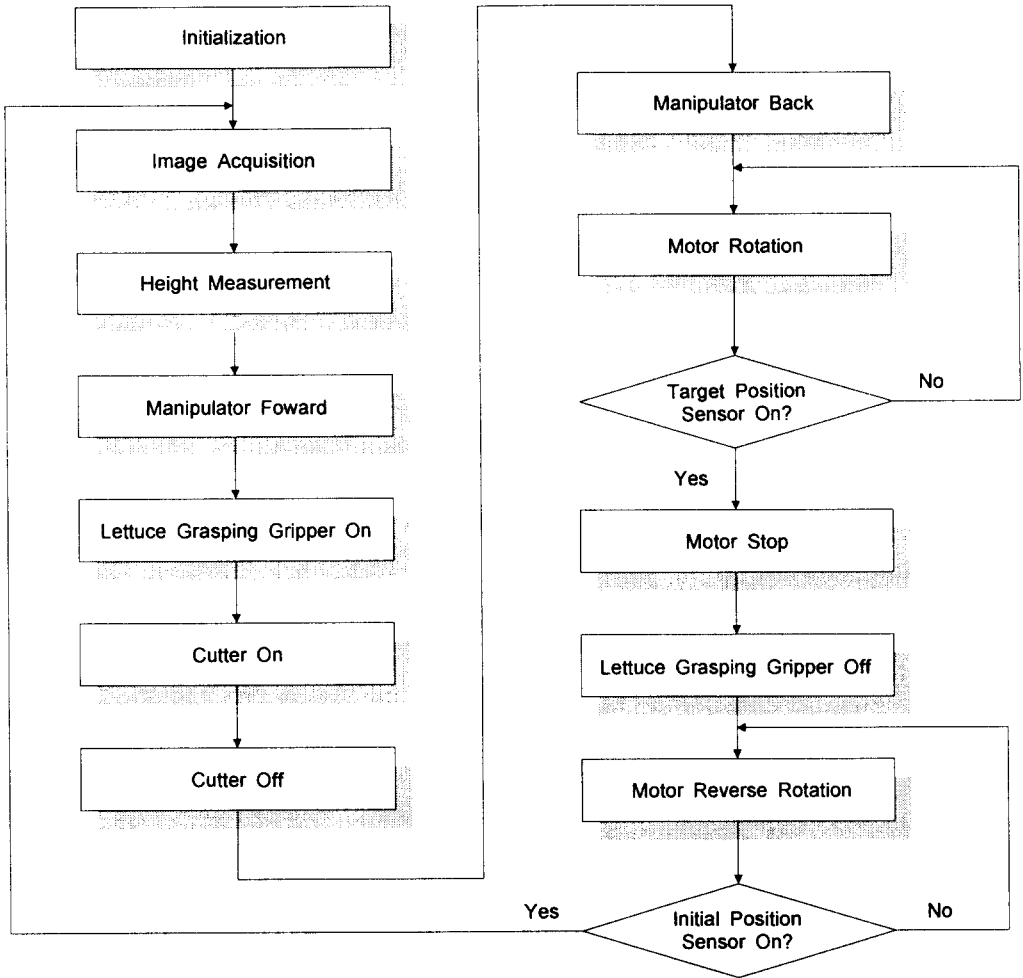 Initialization
Image Acquisition
Height Measurement
Manipulator Foward
Lettuce Grasping Gripper On
Cutter On
Cutter Off
Manipulator Back
Motor Rotation
Target Position
Sensor On?
No
Yes
Motor Stop
Lettuce Grasping Gripper Off
Motor Reverse Rotation
Initial Position
Sensor On?
Yes
No